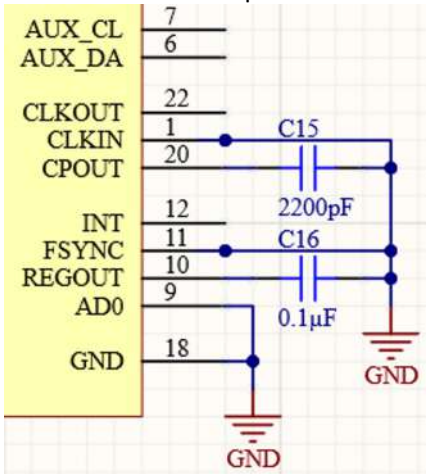 7
AUX_CL
6
AUX_DA
22
CLKOUT
1
CLKIN
C15
20
CPOUT
2200pF
12
INT
C16
11
FSYNC
10
REGOUT
0.1µF
9
AD0
18
GND
GND
GND